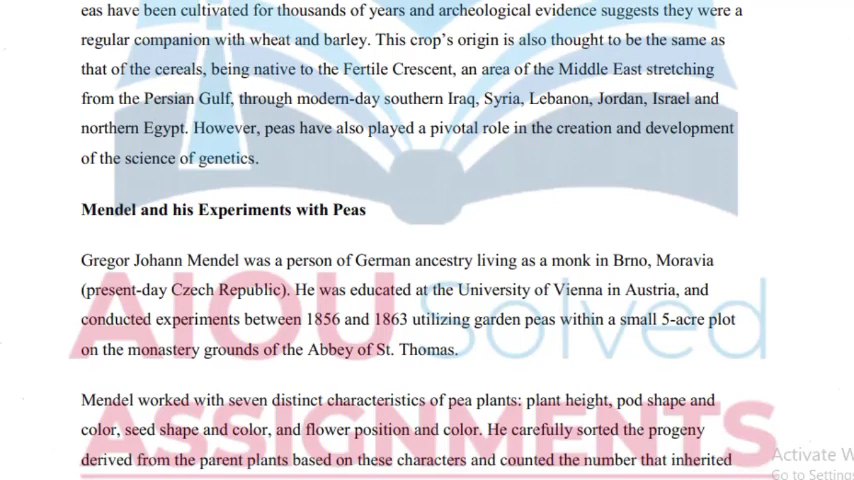 eas have been cultivated for thousands of years and archeological evidence suggests they were a
regular companion with wheat and barley. This crop's origin is also thought to be the same as
that of the cereals, being native to the Fertile Crescent, an area of the Middle East stretching
from the Persian Gulf, through modern-day southern Iraq, Syria, Lebanon, Jordan, Israel and
northern Egypt. However, peas have also played a pivotal role in the creation and development
of the science of genetics.
Mendel and his Experiments with Peas
Gregor Johann Mendel was a person of German ancestry living as a monk in Brno, Moravia
(present-day Czech Republic). He was educated at the University of Vienna in Austria, and
conducted experiments between 1856 and 1863 utilizing garden peas within a small 5-acre plot
on the monastery grounds of the Abbey of St. Thomas.
AIOU Solved
Mendel worked with seven distinct characteristics of pea plants: plant height, pod shape and
color, seed shape and color, and flower position and color. He carefully sorted the progeny
derived from the parent plants based on these characters and counted the number that inherited
ASSIGNMENTS
Activate W
Go to Settings